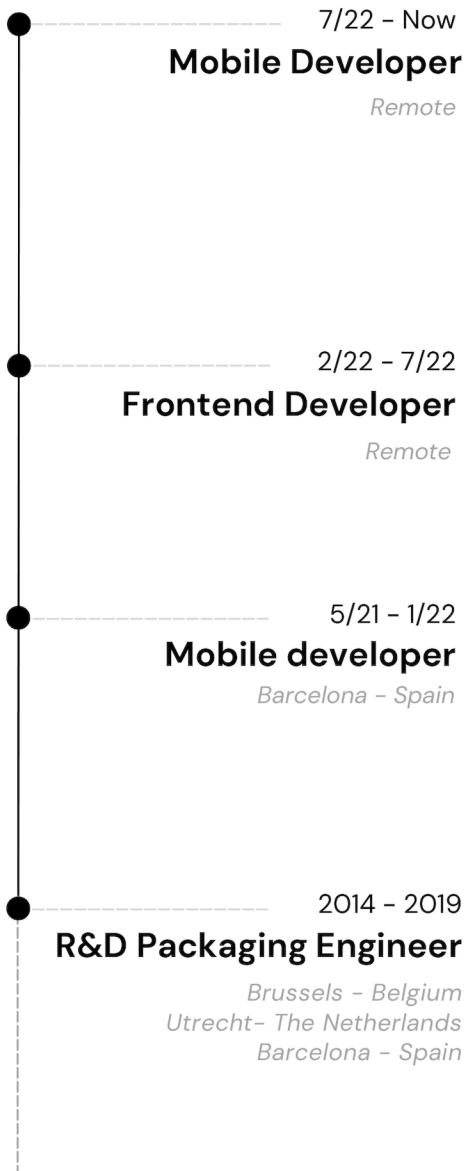 7/22 - Now
Mobile Developer
Remote
2/22 - 7/22
Frontend Developer
Remote
5/21 - 1/22
Mobile developer
Barcelona - Spain
2014 - 2019
R&D Packaging Engineer
Brussels - Belgium
Utrecht- The Netherlands
Barcelona - Spain